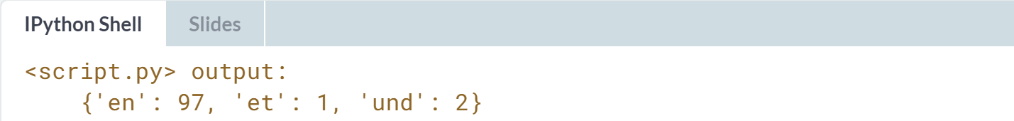 IPython Shell Slides
<script.py> output:
{'en': 97, 'et': 1, 'und': 2}